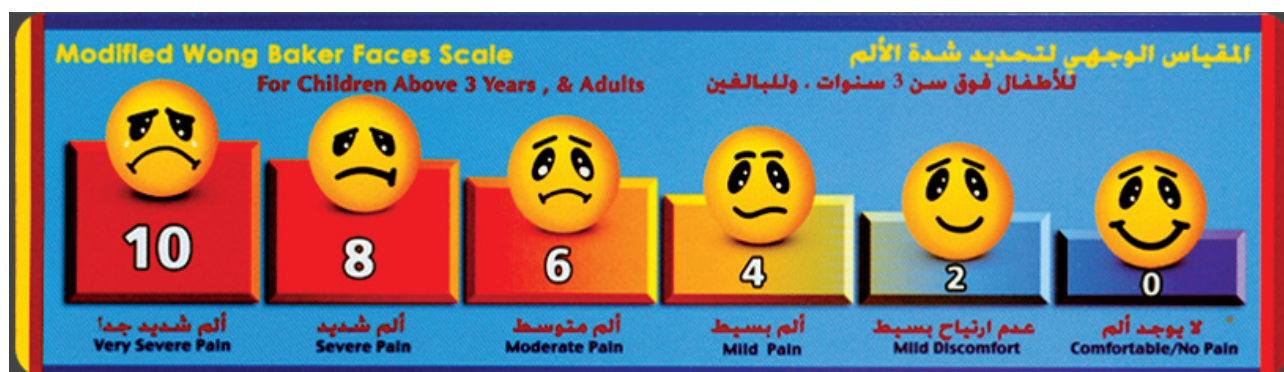 Modified Wong Baker Faces Scale
المقياس الوجهي لتحديد شدة الألم
For Children Above 3 Years , & Adults
للأطفال فوق سن 3 سنوات ، وللبالغين
10
8
6
4
2
0
ألم شديد جداً
Very Severe Pain
ألم شديد
Severe Pain
ألم متوسط
Moderate Pain
ألم بسيط
Mild Pain
عدم ارتياح بسيط
Mild Discomfort
لا يوجد ألم
Comfortable/No Pain